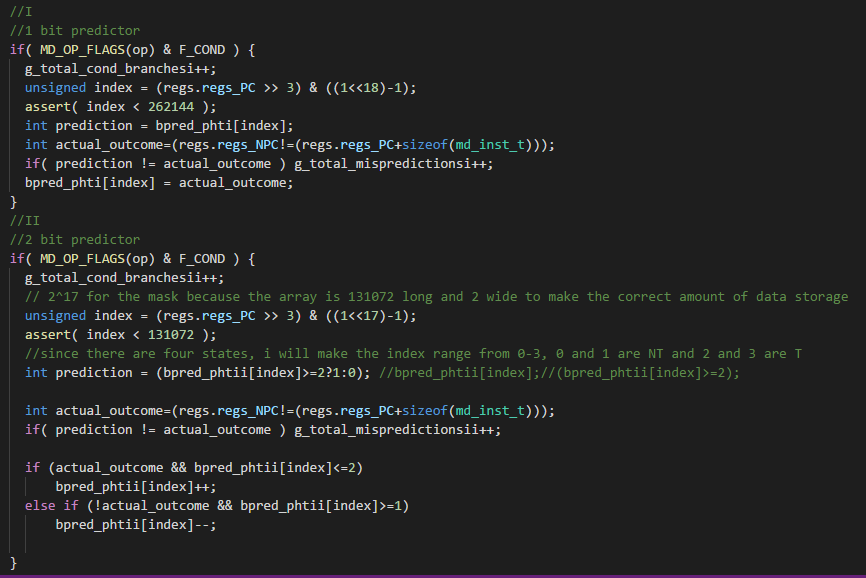 //I
//1 bit predictor
if( MD_OP_FLAGS(op) & F_COND ) {
  g_total_cond_branchesi++;
  unsigned index = (regs.regs_PC >> 3) & ((1<<18)-1);
  assert( index < 262144 );
  int prediction = bpred_phti[index];
  int actual_outcome=(regs.regs_NPC!=(regs.regs_PC+sizeof(md_inst_t)));
  if( prediction != actual_outcome ) g_total_mispredictionsi++;
  bpred_phti[index] = actual_outcome;
}
//II
//2 bit predictor
if( MD_OP_FLAGS(op) & F_COND ) {
  g_total_cond_branchesii++;
  // 2^17 for the mask because the array is 131072 long and 2 wide to make the correct amount of data storage
  unsigned index = (regs.regs_PC >> 3) & ((1<<17)-1);
  assert( index < 131072 );
  //since there are four states, i will make the index range from 0-3, 0 and 1 are NT and 2 and 3 are T
  int prediction = (bpred_phtii[index]>=2?1:0); //bpred_phtii[index];//(bpred_phtii[index]>=2);
  int actual_outcome=(regs.regs_NPC!=(regs.regs_PC+sizeof(md_inst_t)));
  if( prediction != actual_outcome ) g_total_mispredictionsii++;
  if (actual_outcome && bpred_phtii[index]<=2)
      bpred_phtii[index]++;
  else if (!actual_outcome && bpred_phtii[index]>=1)
      bpred_phtii[index]--;
}